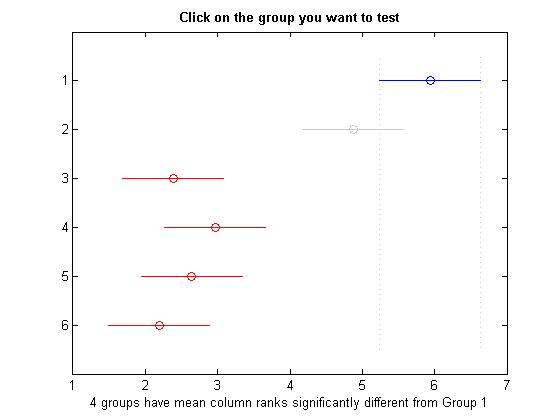 Click on the group you want to test
1
2
3
4
5
6
1 2 3 4 5 6 7
4 groups have mean column ranks significantly different from Group 1